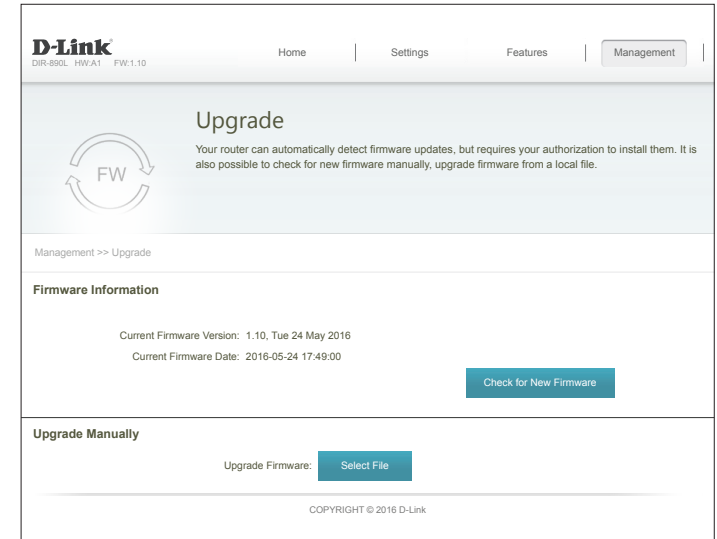 D-Link
DIR-890L HW:A1 FW:1.10
Home
Settings
Features
Management
Upgrade
Your router can automatically detect firmware updates, but requires your authorization to install them. It is
also possible to check for new firmware manually, upgrade firmware from a local file.
FW
Management >> Upgrade
Firmware Information
Current Firmware Version: 1.10, Tue 24 May 2016
Current Firmware Date: 2016-05-24 17:49:00
Check for New Firmware
Upgrade Manually
Upgrade Firmware: Select File
COPYRIGHT © 2016 D-Link